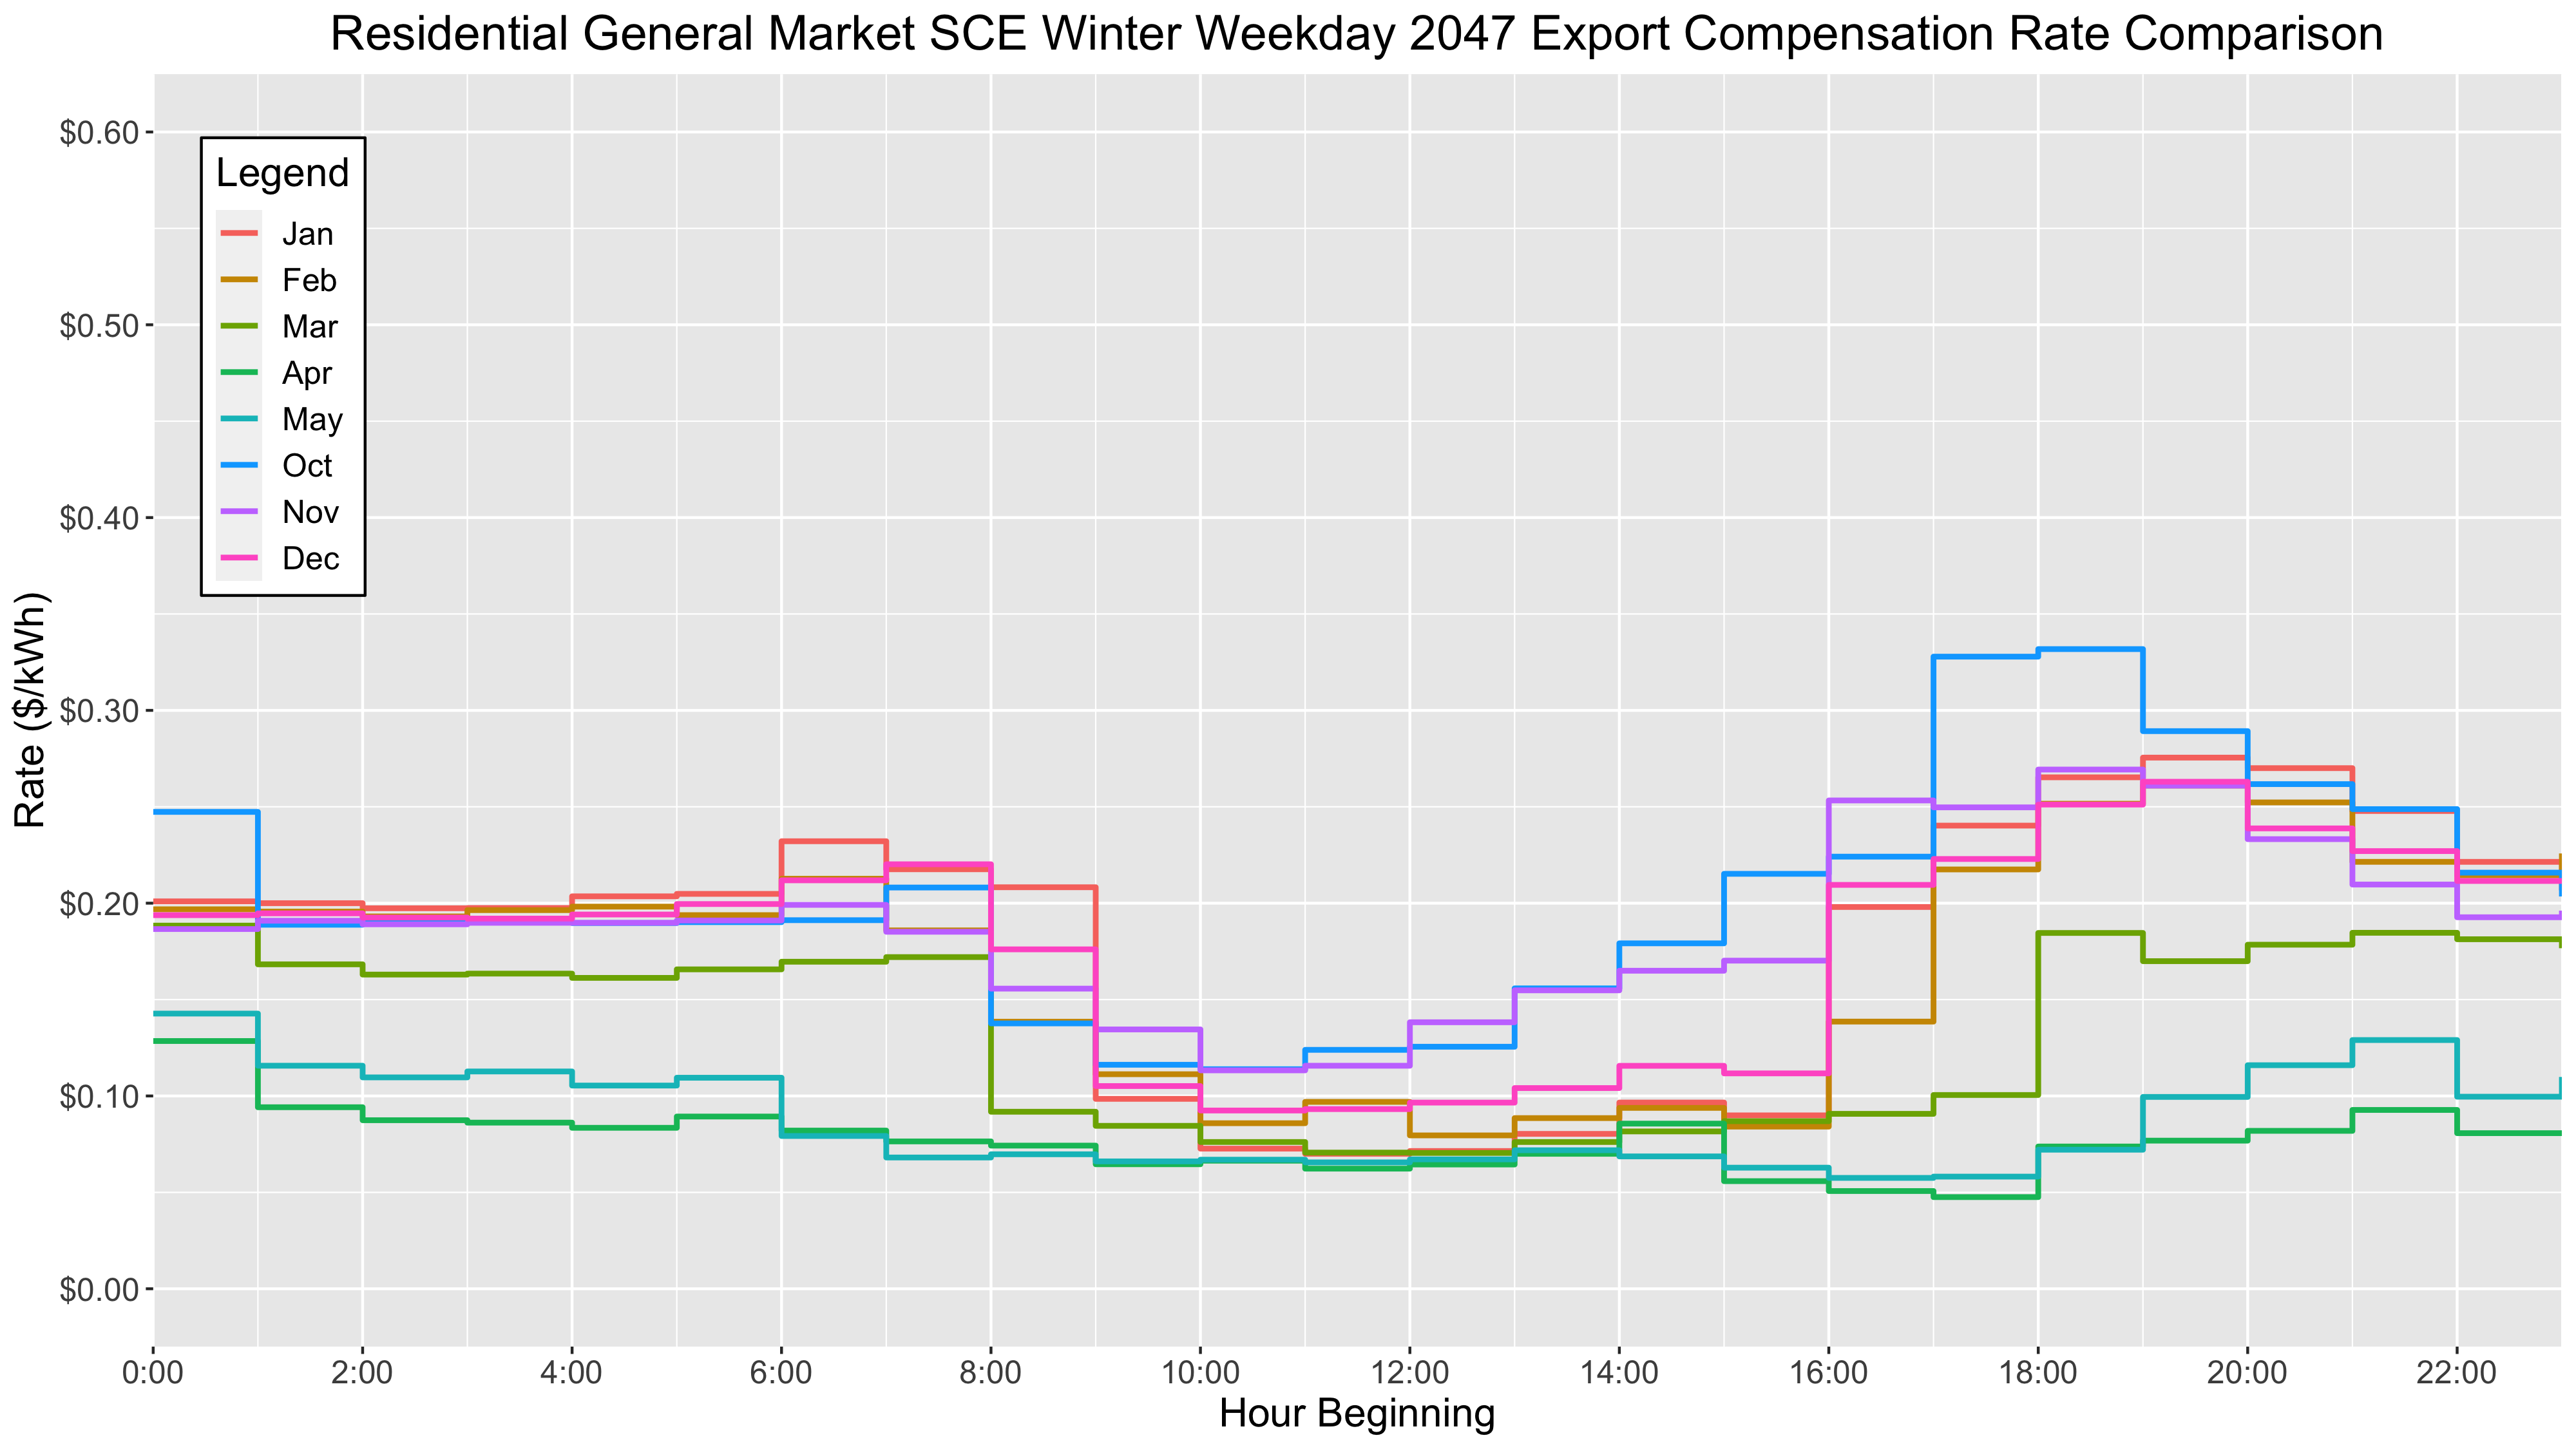 Residential General Market SCE Winter Weekday 2047 Export Compensation Rate Comparison
$0.60
$0.50
$0.40
$0.30
$0.20
$0.10
$0.00
Rate ($/kWh)
Legend
Jan
Feb
Mar
Apr
May
Oct
Nov
Dec
0:00 2:00 4:00 6:00 8:00 10:00 12:00 14:00 16:00 18:00 20:00 22:00
Hour Beginning